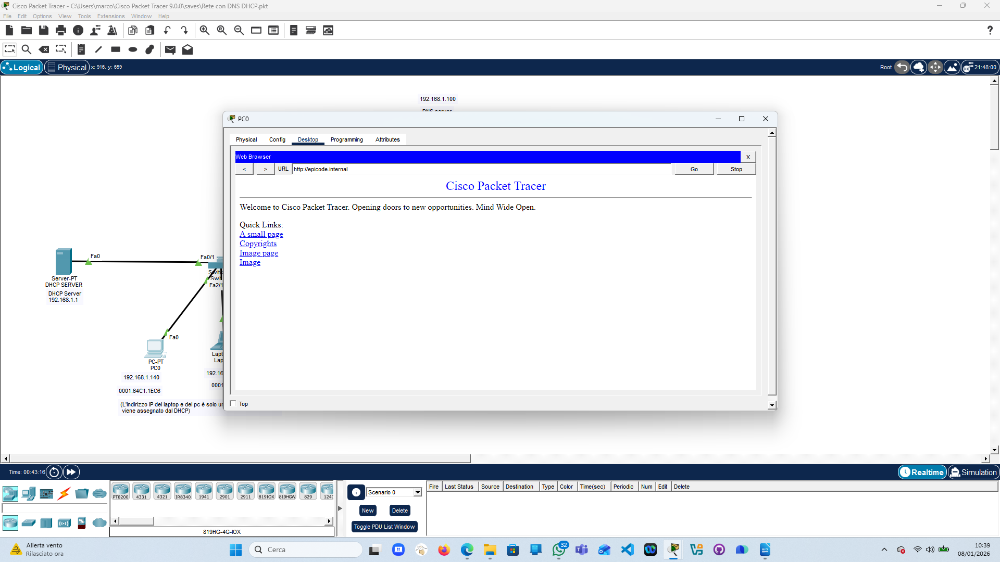 Cisco Packet Tracer - C:\Users\marco\Cisco Packet Tracer 9.0.0\saves\Rete con DNS DHCP.pkt
File Edit Options View Tools Extensions Window Help
Logical Physical x: 916, y: 659 Root 21:48:00
192.168.1.100
DNS server
PC0
Physical Config Desktop Programming Attributes
Web Browser X
< > URL http://epicode.internal Go Stop
Cisco Packet Tracer
Welcome to Cisco Packet Tracer. Opening doors to new opportunities. Mind Wide Open.
Quick Links:
A small page
Copyrights
Image page
Image
Top
Fa0 Fa0/1
Server-PT
DHCP SERVER
DHCP Server
192.168.1.1
Switc
Swi
Fa2/1
Fa0
PC-PT
PC0
192.168.1.140
0001.64C1.1EC6
Lapt
Lap
192.16
0001
(L'indirizzo IP del laptop e del pc è solo un
viene assegnato dal DHCP)
Time: 00:43:16 Realtime Simulation
PT8200 4331 4321 IR8340 1941 2901 2911 819IOX 819HGW 829 1240
819HG-4G-IOX
Scenario 0
New Delete
Toggle PDU List Window
Fire Last Status Source Destination Type Color Time(sec) Periodic Num Edit Delete
Allerta vento
Rilasciato ora
Cerca
32
10:39
08/01/2026